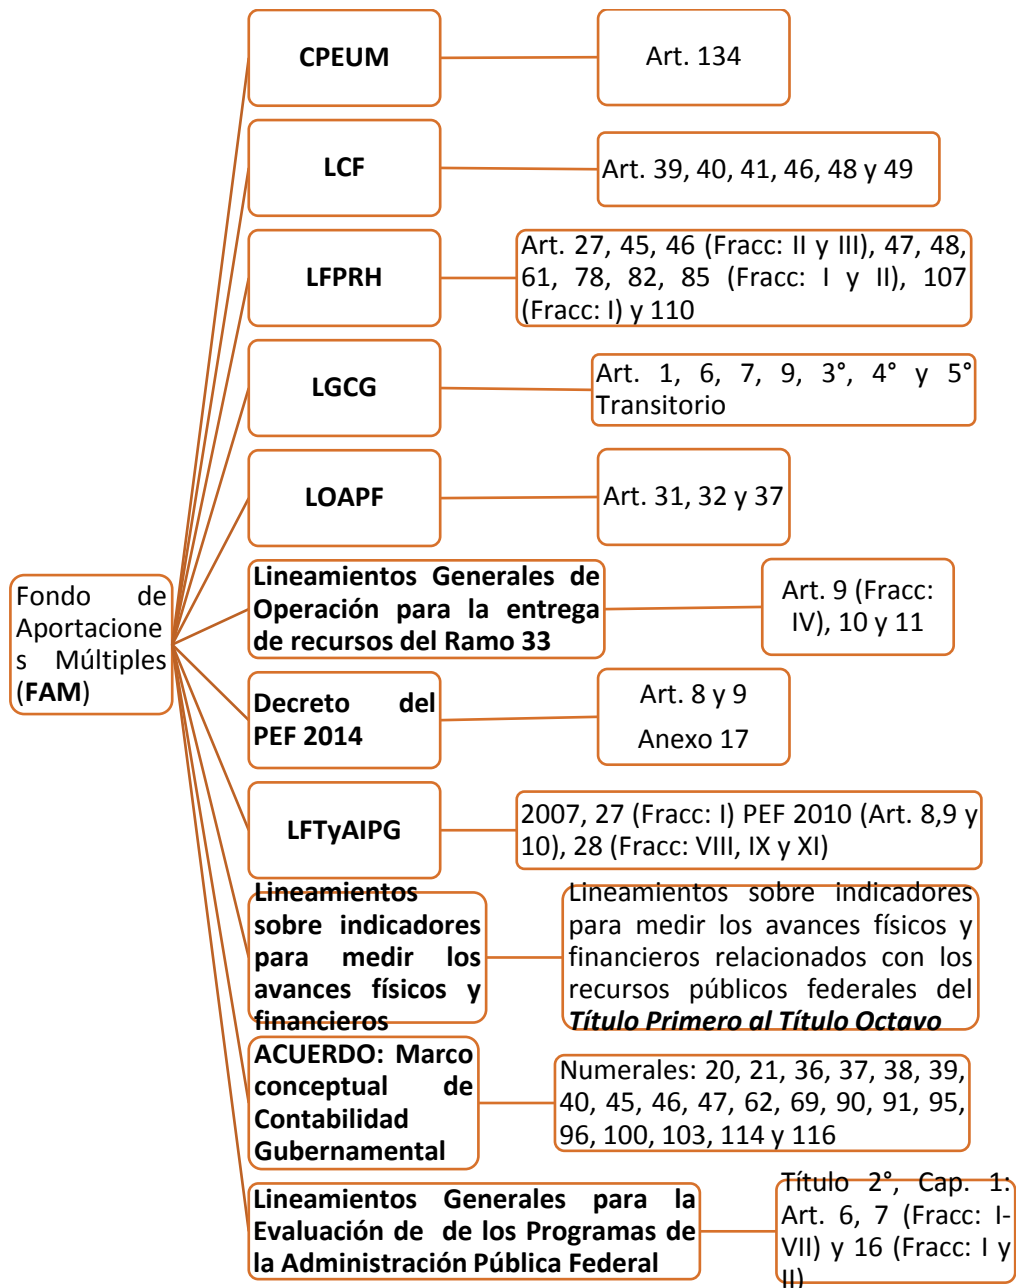 CPEUM
Art. 134
LCF
Art. 39, 40, 41, 46, 48 y 49
LFPRH
Art. 27, 45, 46 (Fracc: II y III), 47, 48,
61, 78, 82, 85 (Fracc: I y II), 107
(Fracc: I) y 110
LGCG
Art. 1, 6, 7, 9, 3°, 4° y 5°
Transitorio
LOAPF
Art. 31, 32 y 37
Fondo de
Aportacione
s Múltiples
(FAM)
Lineamientos Generales de
Operación para la entrega
de recursos del Ramo 33
Art. 9 (Fracc:
IV), 10 y 11
Decreto del
PEF 2014
Art. 8 y 9
Anexo 17
LFTyAIPG
2007, 27 (Fracc: I) PEF 2010 (Art. 8,9 y
10), 28 (Fracc: VIII, IX y XI)
Lineamientos
sobre indicadores
para medir los
avances físicos y
financieros
Lineamientos sobre indicadores
para medir los avances físicos y
financieros relacionados con los
recursos públicos federales del
Título Primero al Título Octavo
ACUERDO: Marco
conceptual de
Contabilidad
Gubernamental
Numerales: 20, 21, 36, 37, 38, 39,
40, 45, 46, 47, 62, 69, 90, 91, 95,
96, 100, 103, 114 y 116
Lineamientos Generales para la
Evaluación de de los Programas de
la Administración Pública Federal
Título 2°, Cap. 1:
Art. 6, 7 (Fracc: I-
VII) y 16 (Fracc: I y
II)